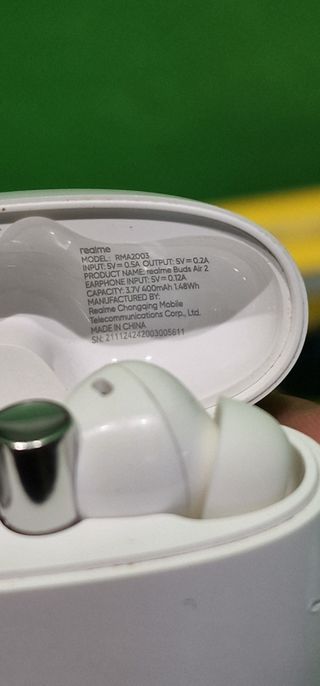 realme
MODEL: RMA2003
INPUT: 5V⎓0.5A OUTPUT: 5V⎓0.2A
PRODUCT NAME: realme Buds Air 2
EARPHONE INPUT: 5V⎓0.12A
CAPACITY: 3.7V 400mAh 1.48Wh
MANUFACTURED BY:
Realme Chongqing Mobile
Telecommunications Corp., Ltd.
MADE IN CHINA
SN: 211124242003005611